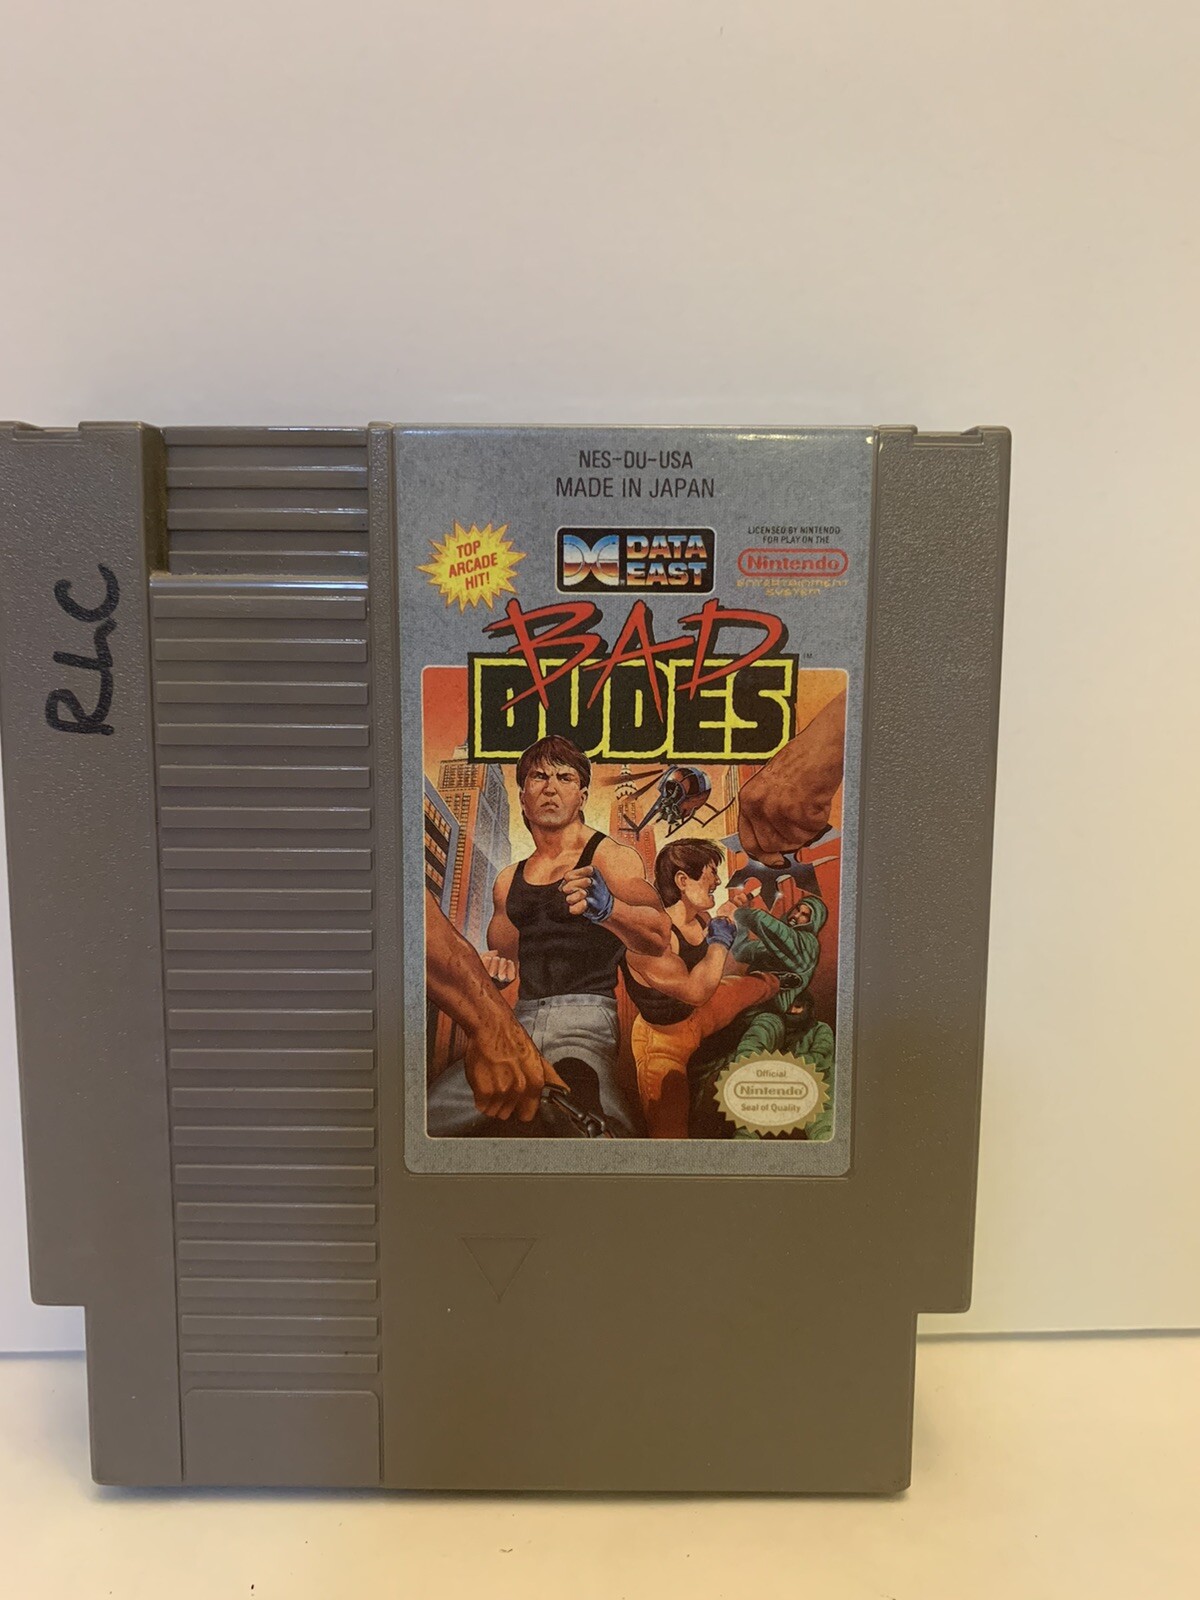 RLC
NES-DU-USA
MADE IN JAPAN
TOP
ARCADE
HIT!
DATA
EAST
LICENSED BY NINTENDO
FOR PLAY ON THE
Nintendo
ENTERTAINMENT
SYSTEM
BAD
DUDES
TM
Official
Nintendo
Seal of Quality